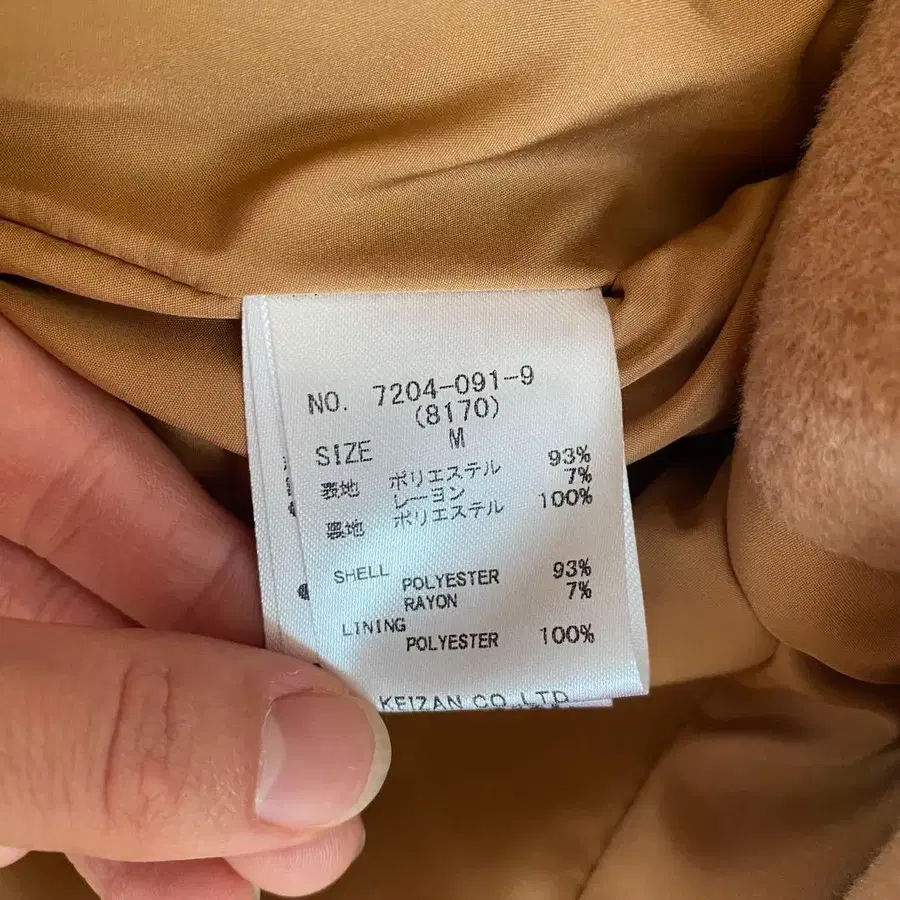 NO. 7204-091-9
(8170)
SIZE M
表地 ポリエステル 93%
レーヨン 7%
裏地 ポリエステル 100%
SHELL POLYESTER 93%
RAYON 7%
LINING POLYESTER 100%
KEIZAN CO.,LTD